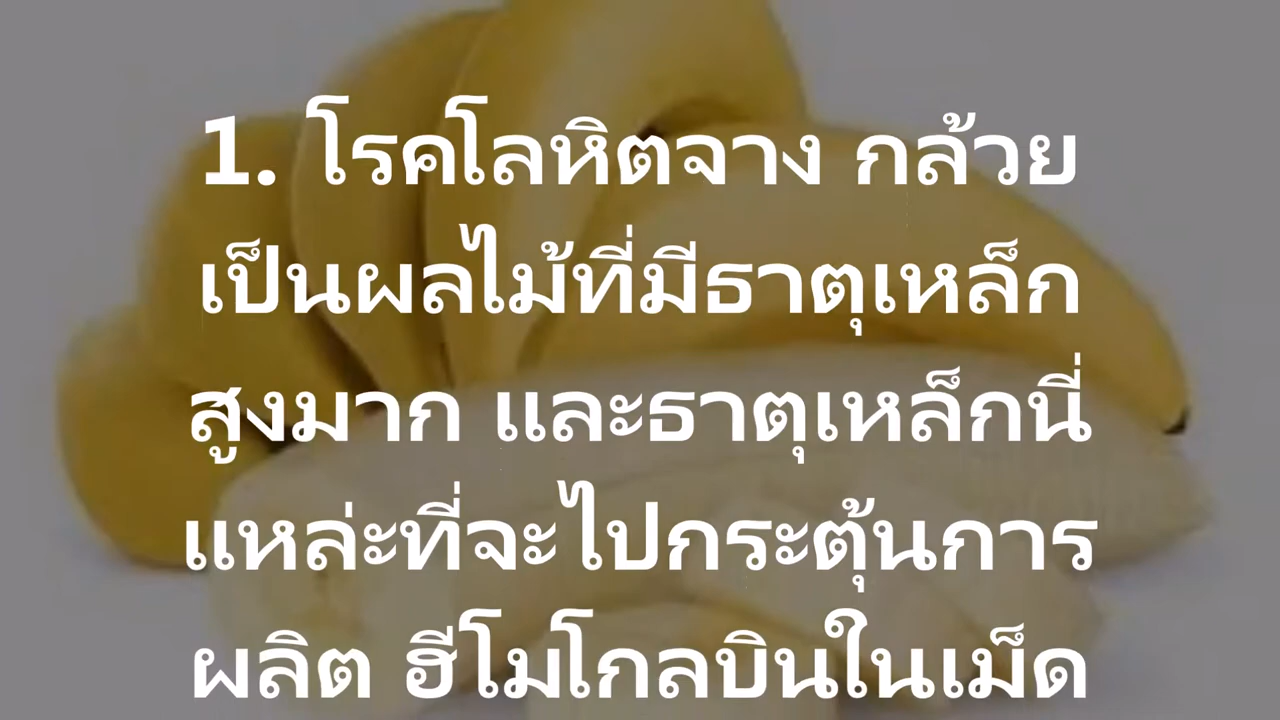 1. โรคโลหิตจาง กล้วย
เป็นผลไม้ที่มีธาตุเหล็ก
สูงมาก และธาตุเหล็กนี่
แหล่ะที่จะไปกระตุ้นการ
ผลิต ฮีโมโกลบินในเม็ด